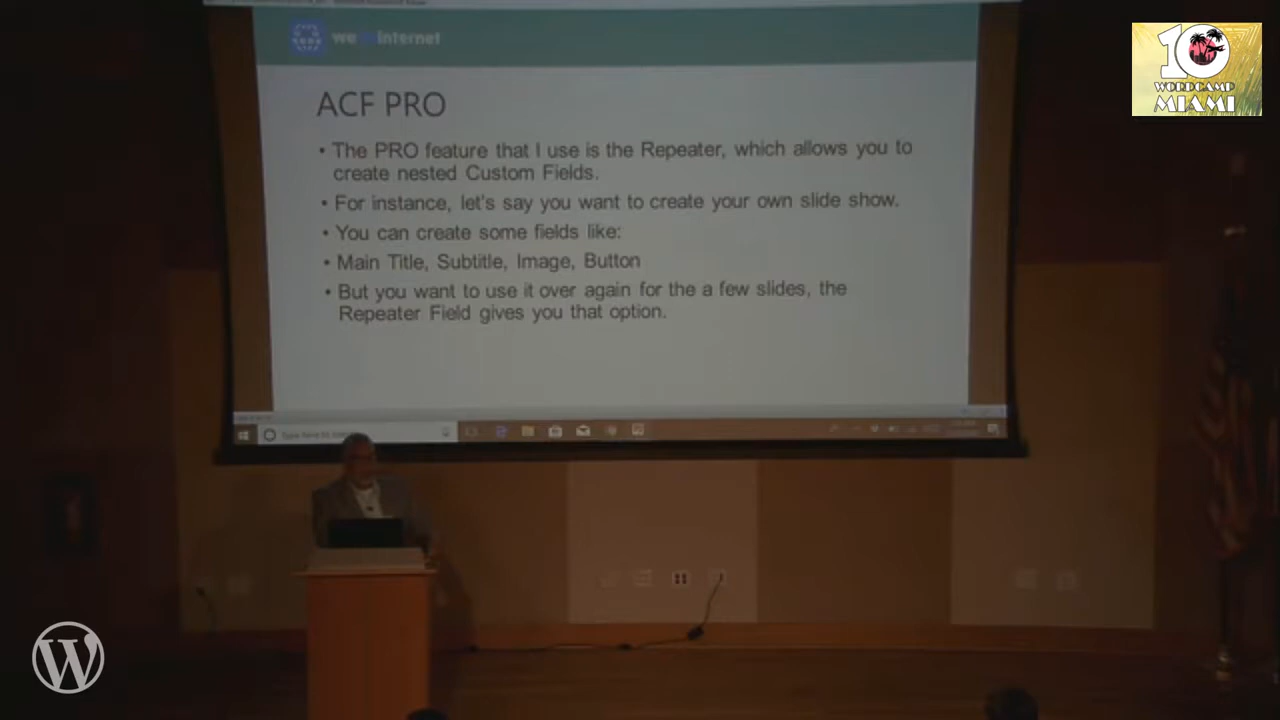 we internet
10
WORDCAMP
MIAMI
ACF PRO
• The PRO feature that I use is the Repeater, which allows you to
create nested Custom Fields.
• For instance, let's say you want to create your own slide show.
• You can create some fields like:
• Main Title, Subtitle, Image, Button
• But you want to use it over again for the a few slides, the
Repeater Field gives you that option.
Type here to
W